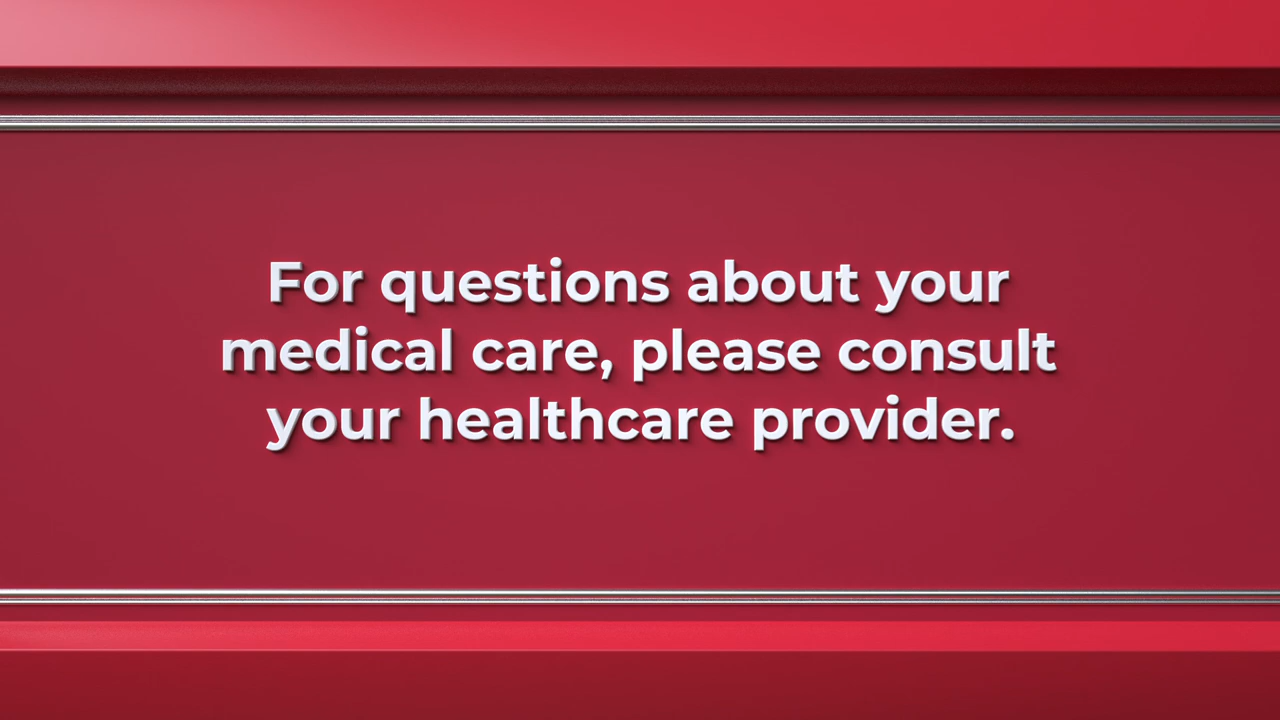 For questions about your
medical care, please consult
your healthcare provider.